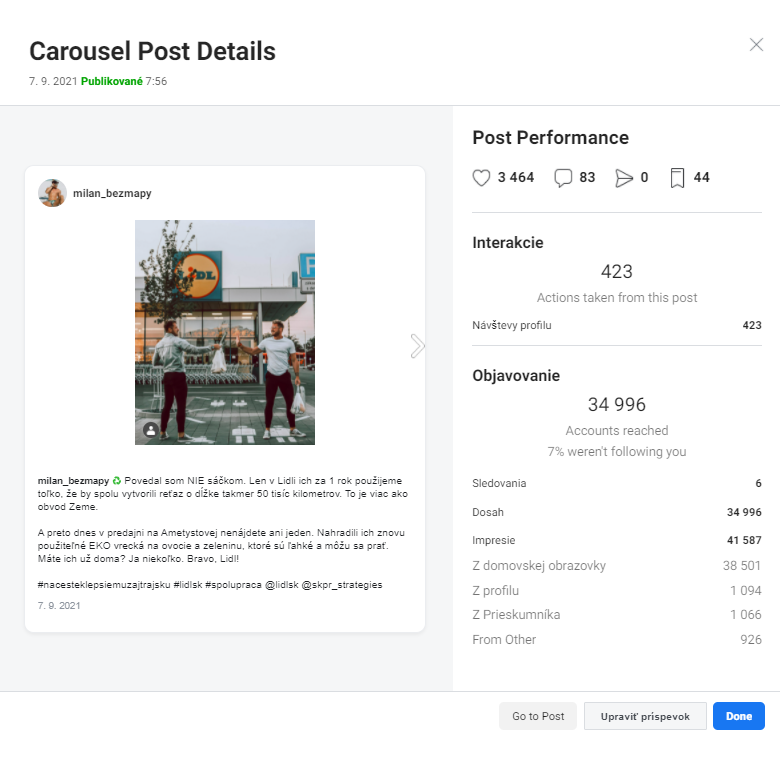 Carousel Post Details
7. 9. 2021 Publikované 7:56
milan_bezmapy
LIDL
P
milan_bezmapy ♻ Povedal som NIE sáčkom. Len v Lidli ich za 1 rok použijeme
toľko, že by spolu vytvorili reťaz o dĺžke takmer 50 tisíc kilometrov. To je viac ako
obvod Zeme.
A preto dnes v predajni na Ametystovej nenájdete ani jeden. Nahradili ich znovu
použiteľné EKO vrecká na ovocie a zeleninu, ktoré sú ľahké a môžu sa prať.
Máte ich už doma? Ja niekoľko. Bravo, Lidl!
#nacesteklepsiemuzajtrajsku #lidlsk #spolupraca @lidlsk @skpr_strategies
7. 9. 2021
Post Performance
3 464 83 0 44
Interakcie
423
Actions taken from this post
Návštevy profilu 423
Objavovanie
34 996
Accounts reached
7% weren't following you
Sledovania 6
Dosah 34 996
Impresie 41 587
Z domovskej obrazovky 38 501
Z profilu 1 094
Z Prieskumníka 1 066
From Other 926
Go to Post Upraviť príspevok Done